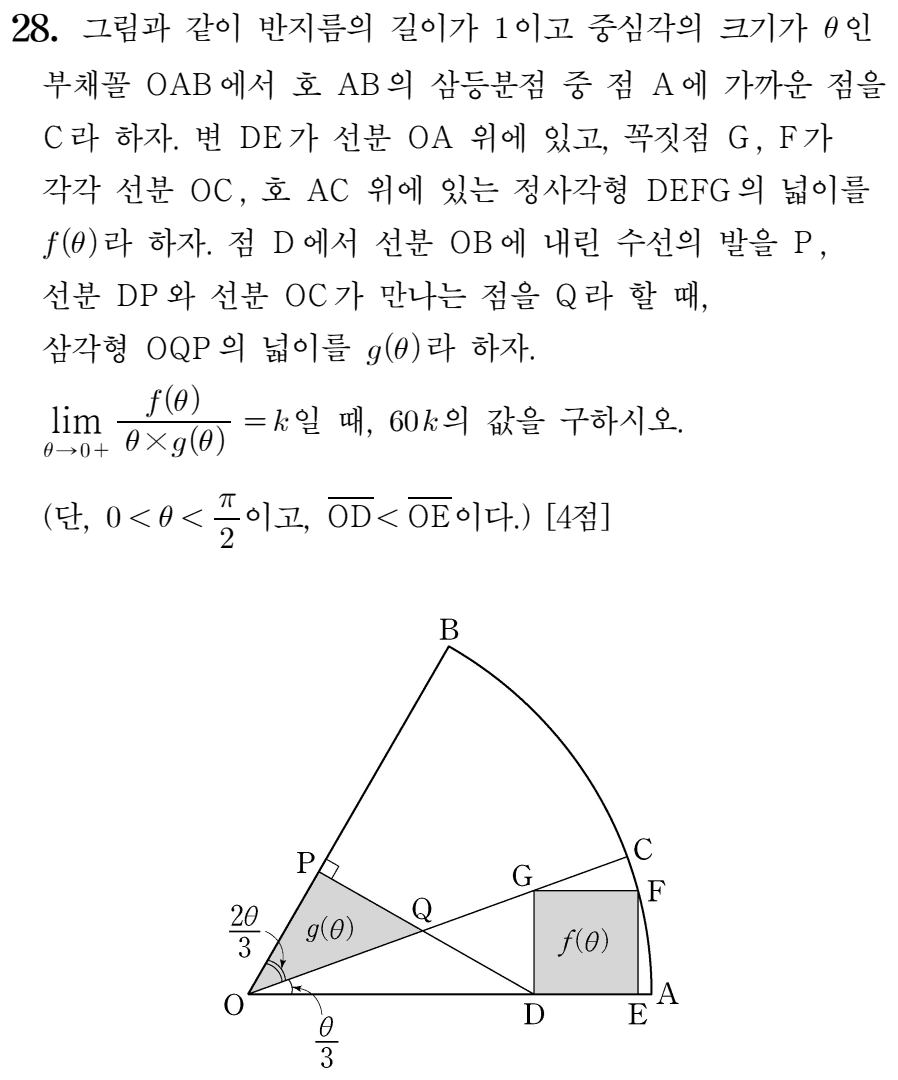 28. 그림과 같이 반지름의 길이가 1이고 중심각의 크기가 θ인
부채꼴 OAB에서 호 AB의 삼등분점 중 점 A에 가까운 점을
C라 하자. 변 DE가 선분 OA 위에 있고, 꼭짓점 G, F가
각각 선분 OC, 호 AC 위에 있는 정사각형 DEFG의 넓이를
f(θ)라 하자. 점 D에서 선분 OB에 내린 수선의 발을 P,
선분 DP와 선분 OC가 만나는 점을 Q라 할 때,
삼각형 OQP의 넓이를 g(θ)라 하자.
lim θ→0+ f(θ)/(θ×g(θ)) = k일 때, 60k의 값을 구하시오.
(단, 0 < θ < π/2이고, \overline{OD} < \overline{OE}이다.) [4점]
B
P
C
G
F
Q
2θ/3
g(θ)
f(θ)
O
D
E
A
θ/3